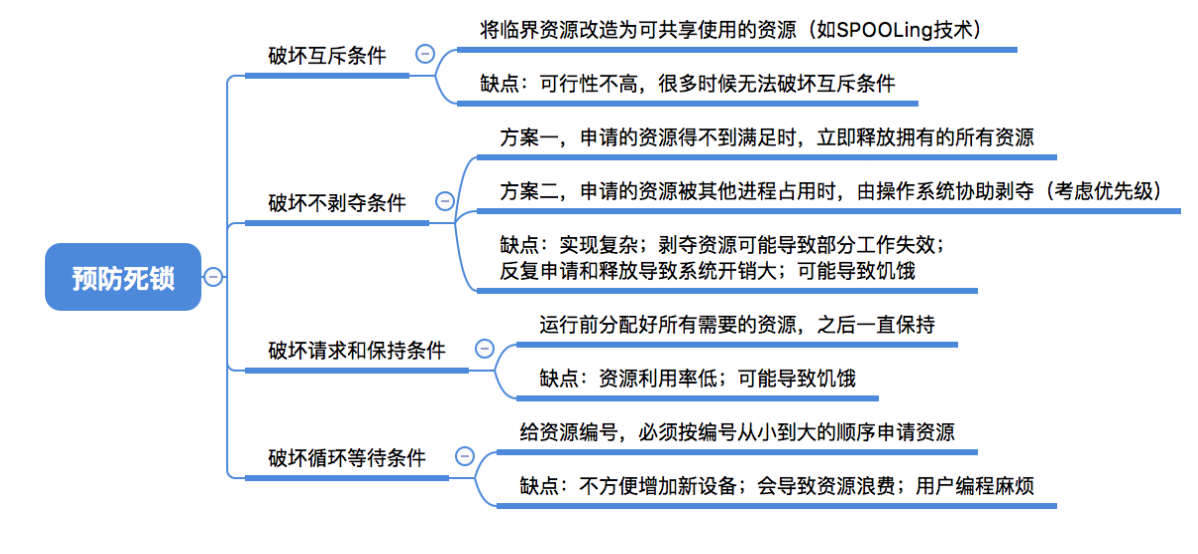 预防死锁
破坏互斥条件
将临界资源改造为可共享使用的资源（如SPOOLing技术）
缺点：可行性不高，很多时候无法破坏互斥条件
破坏不剥夺条件
方案一，申请的资源得不到满足时，立即释放拥有的所有资源
方案二，申请的资源被其他进程占用时，由操作系统协助剥夺（考虑优先级）
缺点：实现复杂；剥夺资源可能导致部分工作失效；
反复申请和释放导致系统开销大；可能导致饥饿
破坏请求和保持条件
运行前分配好所有需要的资源，之后一直保持
缺点：资源利用率低；可能导致饥饿
破坏循环等待条件
给资源编号，必须按编号从小到大的顺序申请资源
缺点：不方便增加新设备；会导致资源浪费；用户编程麻烦